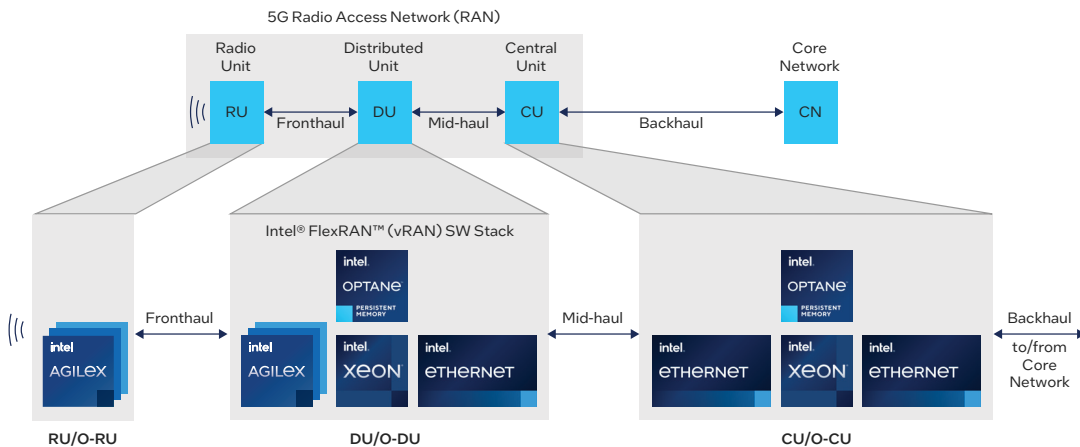 5G Radio Access Network (RAN)
Radio
Unit
Distributed
Unit
Central
Unit
Core
Network
RU
Fronthaul
DU
Mid-haul
CU
Backhaul
CN
Intel® FlexRAN™ (vRAN) SW Stack
intel.
OPTANE
PERSISTENT
MEMORY
intel.
OPTANE
PERSISTENT
MEMORY
Fronthaul
Mid-haul
Backhaul
to/from
Core
Network
intel
AGILEX
intel
AGILEX
intel.
XEON®
intel.
ETHERNET
intel.
ETHERNET
intel.
XEON®
intel.
ETHERNET
RU/O-RU
DU/O-DU
CU/O-CU